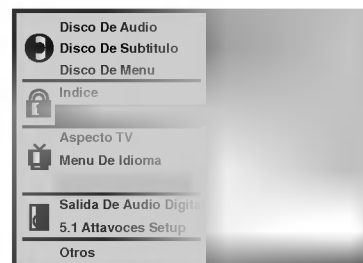 Disco De Audio
Disco De Subtitulo
Disco De Menu
Indice
Aspecto TV
Menu De Idioma
Salida De Audio Digita
5.1 Attavoces Setup
Otros